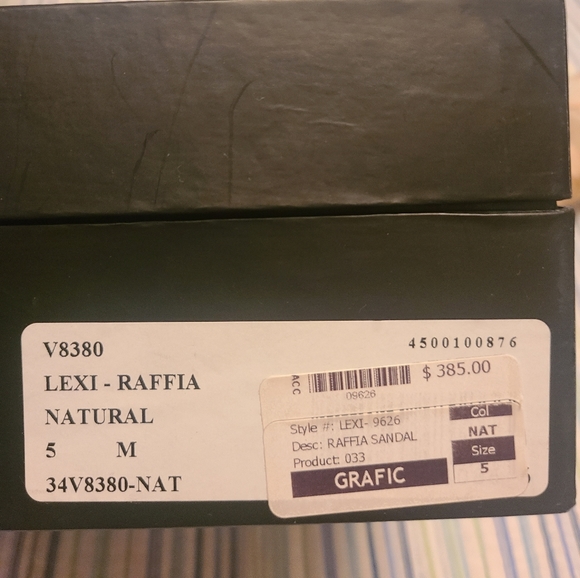 V8380
4500100876
LEXI - RAFFIA
NATURAL
5 M
34V8380-NAT
ACC
$ 385.00
09626
Style #: LEXI- 9626
Desc: RAFFIA SANDAL
Product: 033
GRAFIC
Col
NAT
Size
5